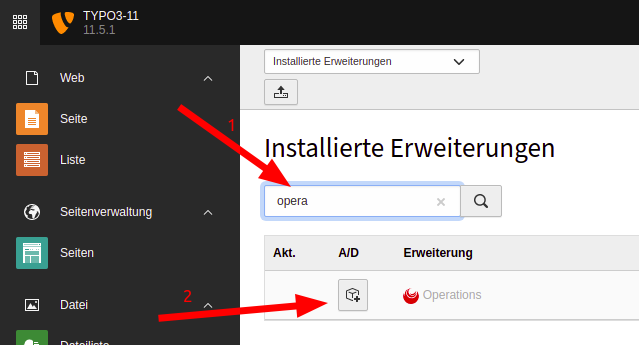 TYPO3-11
11.5.1
Web
Seite
Liste
Seitenverwaltung
Seiten
Datei
Dateiliste
Installierte Erweiterungen
1
Installierte Erweiterungen
opera
Akt. A/D Erweiterung
2
Operations